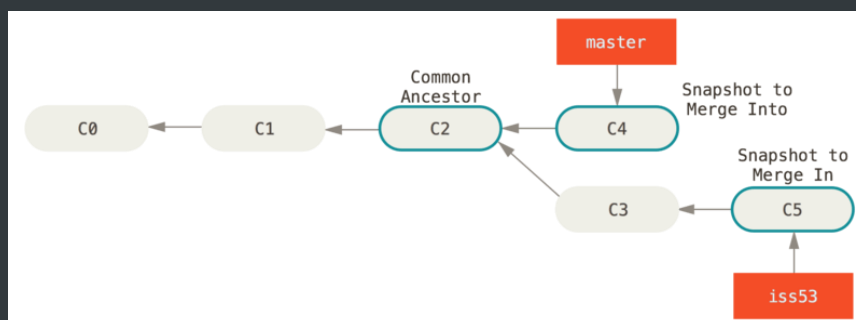 master
Common
Ancestor
Snapshot to
Merge Into
C0
C1
C2
C4
Snapshot to
Merge In
C3
C5
iss53